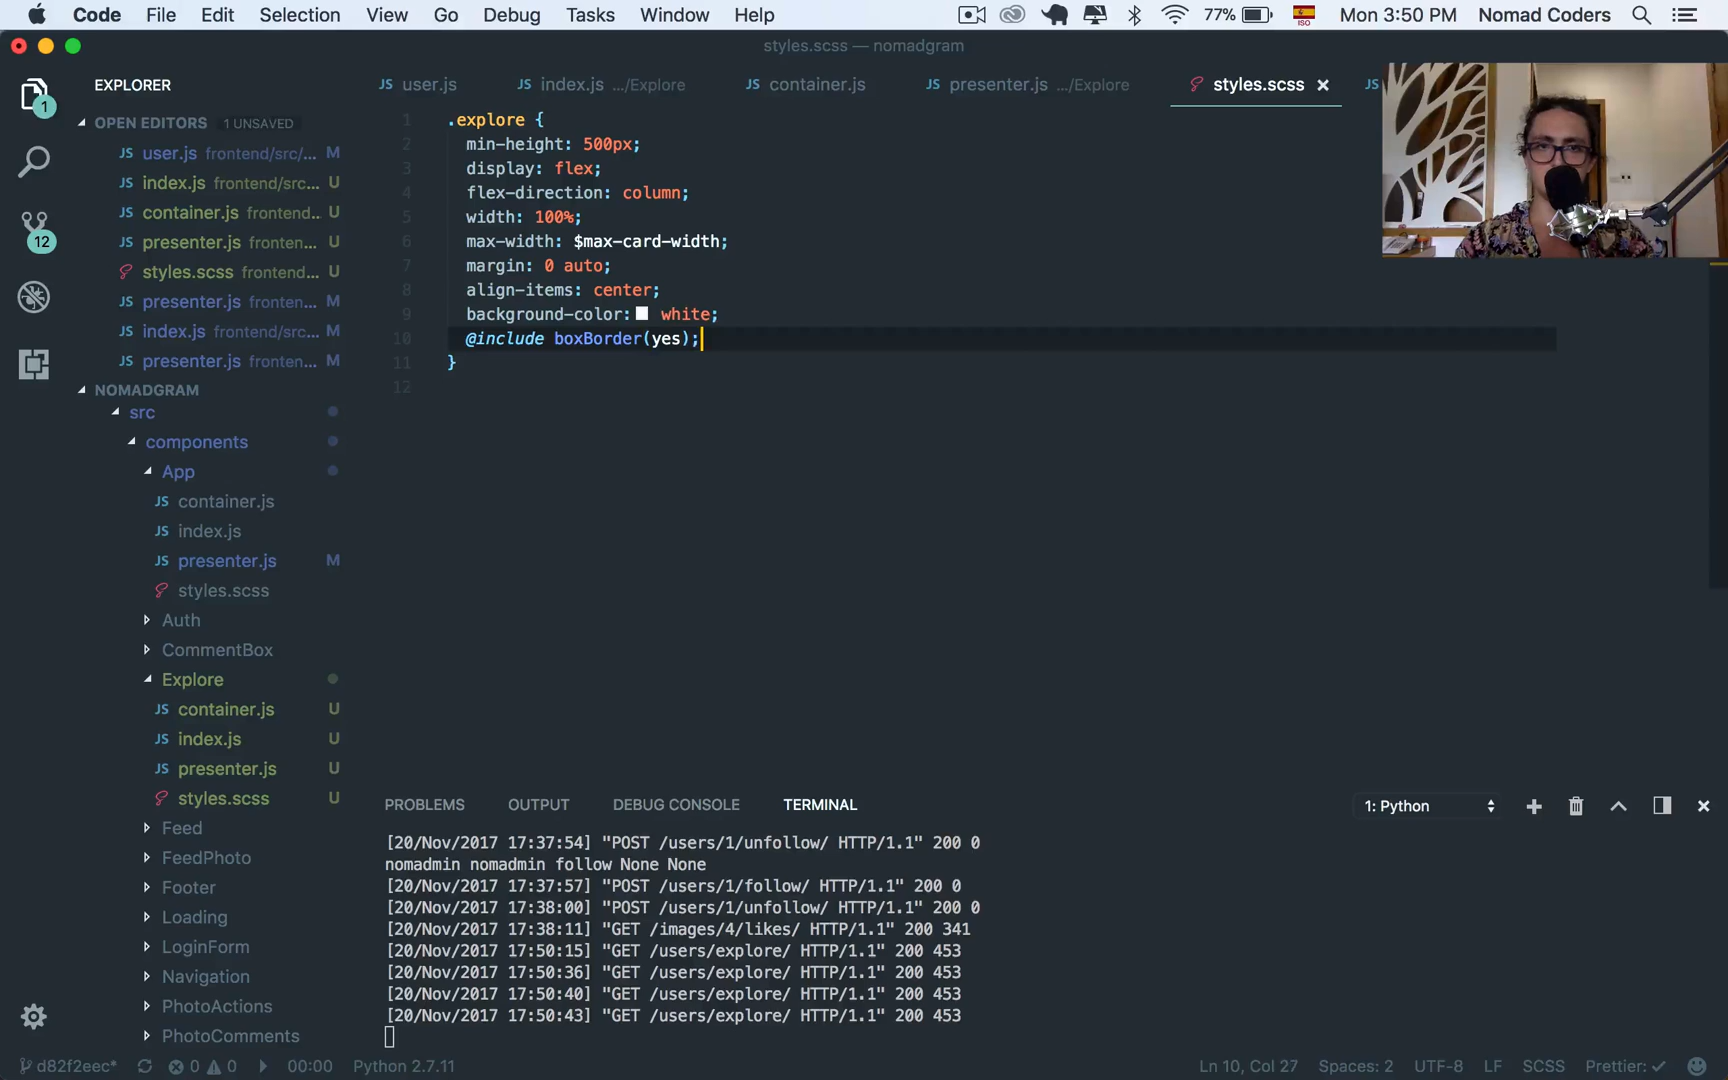 Code File Edit Selection View Go Debug Tasks Window Help 77% ISO Mon 3:50 PM Nomad Coders
styles.scss — nomadgram
EXPLORER
OPEN EDITORS 1 UNSAVED
user.js frontend/src/... M
index.js frontend/src... U
container.js frontend... U
presenter.js frontend... U
styles.scss frontend... U
presenter.js fronten... M
index.js frontend/src... M
presenter.js fronten... M
NOMADGRAM
src
components
App
container.js
index.js
presenter.js M
styles.scss
Auth
CommentBox
Explore
container.js U
index.js U
presenter.js U
styles.scss U
Feed
FeedPhoto
Footer
Loading
LoginForm
Navigation
PhotoActions
PhotoComments
1
12
JS user.js JS index.js .../Explore JS container.js JS presenter.js .../Explore styles.scss × JS
1 .explore {
2 min-height: 500px;
3 display: flex;
4 flex-direction: column;
5 width: 100%;
6 max-width: $max-card-width;
7 margin: 0 auto;
8 align-items: center;
9 background-color: white;
10 @include boxBorder(yes);
11 }
12
PROBLEMS OUTPUT DEBUG CONSOLE TERMINAL 1: Python
[20/Nov/2017 17:37:54] "POST /users/1/unfollow/ HTTP/1.1" 200 0
nomadmin nomadmin follow None None
[20/Nov/2017 17:37:57] "POST /users/1/follow/ HTTP/1.1" 200 0
[20/Nov/2017 17:38:00] "POST /users/1/unfollow/ HTTP/1.1" 200 0
[20/Nov/2017 17:38:11] "GET /images/4/likes/ HTTP/1.1" 200 341
[20/Nov/2017 17:50:15] "GET /users/explore/ HTTP/1.1" 200 453
[20/Nov/2017 17:50:36] "GET /users/explore/ HTTP/1.1" 200 453
[20/Nov/2017 17:50:40] "GET /users/explore/ HTTP/1.1" 200 453
[20/Nov/2017 17:50:43] "GET /users/explore/ HTTP/1.1" 200 453
d82f2eec* 0 0 00:00 Python 2.7.11 Ln 10, Col 27 Spaces: 2 UTF-8 LF SCSS Prettier: ✓